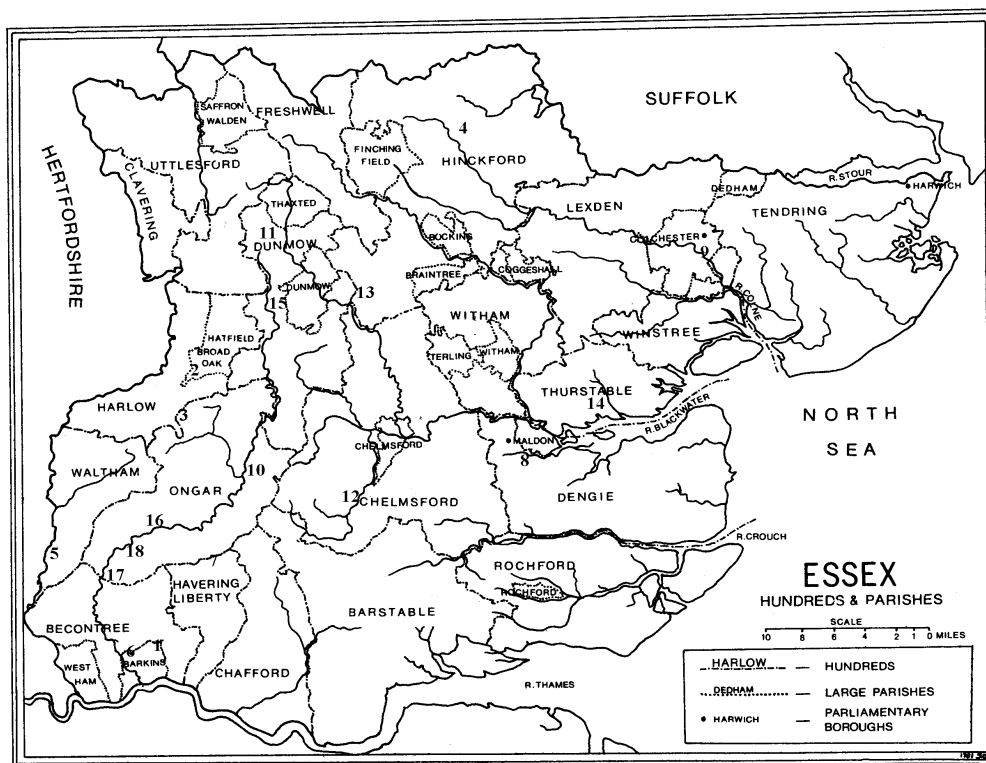 SUFFOLK
HERTFORDSHIRE
SAFFRON
WALDEN
FRESHWELL
4
UTTLESFORD
FINCHING
FIELD
HINCKFORD
CLAVERING
R.STOUR
DEDHAM
HARWICH
THAXTED
LEXDEN
TENDRING
11
DUNMOW
BOCKING
COLCHESTER
9
DUNMOW
BRAINTREE
COGGESHALL
15
13
R.COLNE
WITHAM
WINSTREE
HATFIELD
BROAD
OAK
2
TERLING
WITHAM
THURSTABLE
14
HARLOW
3
R.BLACKWATER
NORTH
SEA
CHELMSFORD
MALDON
8
WALTHAM
10
ONGAR
12
CHELMSFORD
DENGIE
16
5
18
17
R.CROUCH
ROCHFORD
HAVERING
LIBERTY
ROCHFORD
BARSTABLE
BECONTREE
1
WEST
HAM
BARKING
CHAFFORD
R.THAMES
ESSEX
HUNDREDS & PARISHES
SCALE
10 8 6 4 2 0 MILES
HARLOW — HUNDREDS
DEDHAM — LARGE PARISHES
• HARWICH — PARLIAMENTARY
BOROUGHS